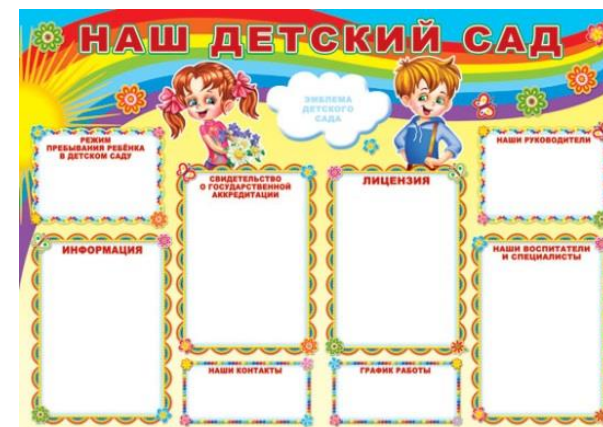 НАШ ДЕТСКИЙ САД
ЭМБЛЕМА
ДЕТСКОГО
САДА
РЕЖИМ
ПРЕБЫВАНИЯ РЕБЁНКА
В ДЕТСКОМ САДУ
СВИДЕТЕЛЬСТВО
О ГОСУДАРСТВЕННОЙ
АККРЕДИТАЦИИ
ЛИЦЕНЗИЯ
НАШИ РУКОВОДИТЕЛИ
ИНФОРМАЦИЯ
НАШИ ВОСПИТАТЕЛИ
И СПЕЦИАЛИСТЫ
НАШИ КОНТАКТЫ
ГРАФИК РАБОТЫ